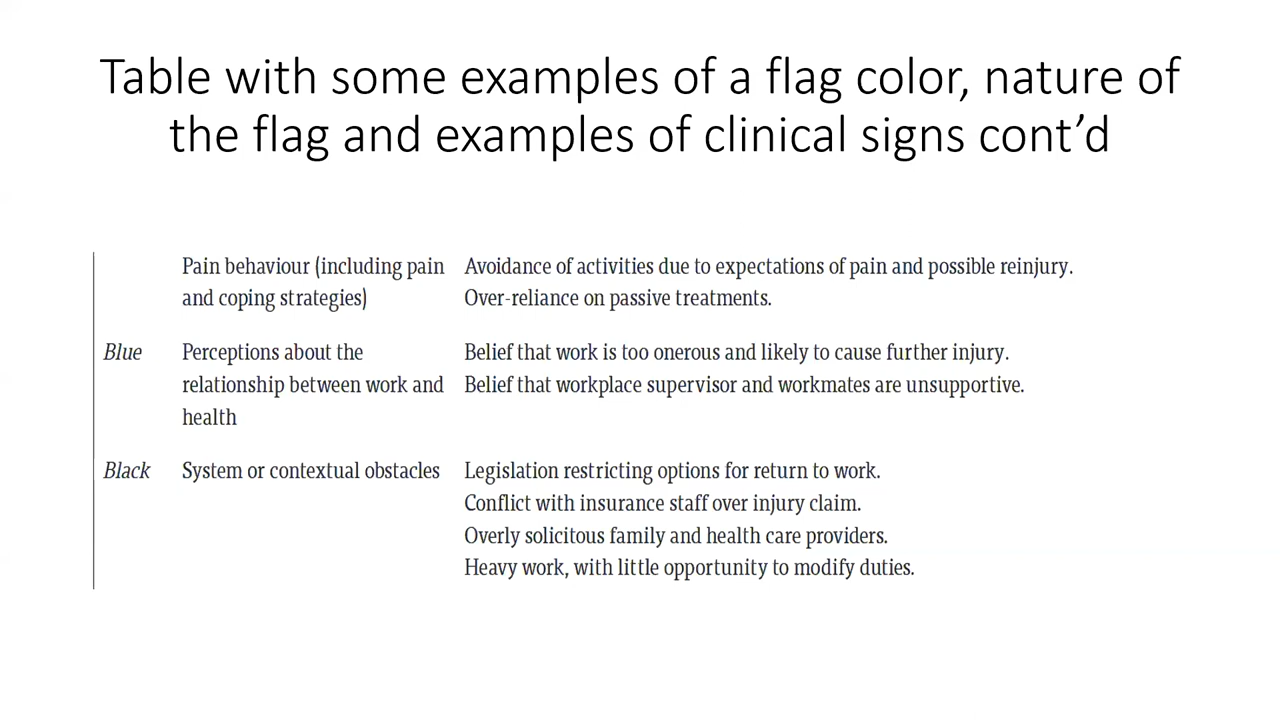 Table with some examples of a flag color, nature of
the flag and examples of clinical signs cont’d
Pain behaviour (including pain Avoidance of activities due to expectations of pain and possible reinjury.
and coping strategies) Over-reliance on passive treatments.
Blue Perceptions about the Belief that work is too onerous and likely to cause further injury.
relationship between work and Belief that workplace supervisor and workmates are unsupportive.
health
Black System or contextual obstacles Legislation restricting options for return to work.
Conflict with insurance staff over injury claim.
Overly solicitous family and health care providers.
Heavy work, with little opportunity to modify duties.